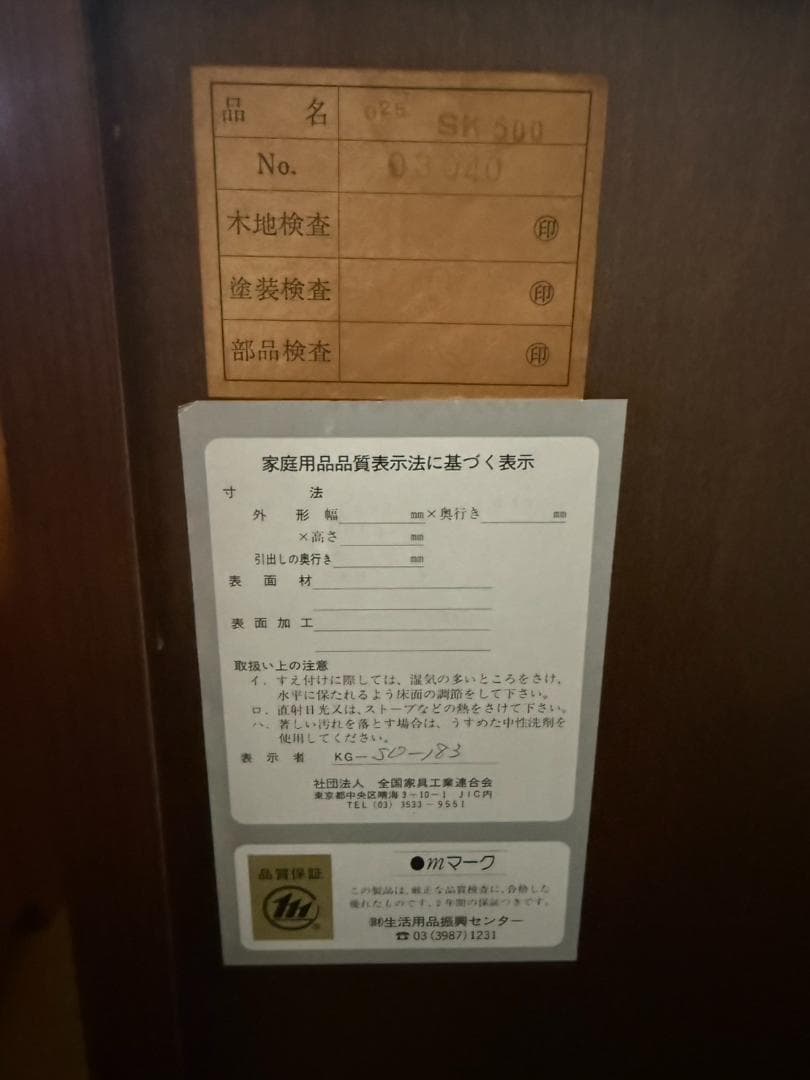 品名 SK 500
No. 03040
木地検査 印
塗装検査 印
部品検査 印
家庭用品品質表示法に基づく表示
寸法
外形幅 mm×奥行き mm
×高さ mm
引出しの奥行き mm
表面材
表面加工
取扱い上の注意
イ．すえ付けに際しては、湿気の多いところをさけ、
水平に保たれるよう床面の調節をして下さい。
ロ．直射日光又は、ストーブなどの熱をさけて下さい。
ハ．著しい汚れを落とす場合は、うすめた中性洗剤を
使用してください。
表示者 KG－SO－183
社団法人 全国家具工業連合会
東京都中央区晴海3－10－1 JIC内
TEL (03) 3533－9551
品質保証
●mマーク
この製品は、厳正な品質検査に、合格した
優れたものです。2年間の保証つきです。
㈶生活用品振興センター
☎ 03 (3987) 1231